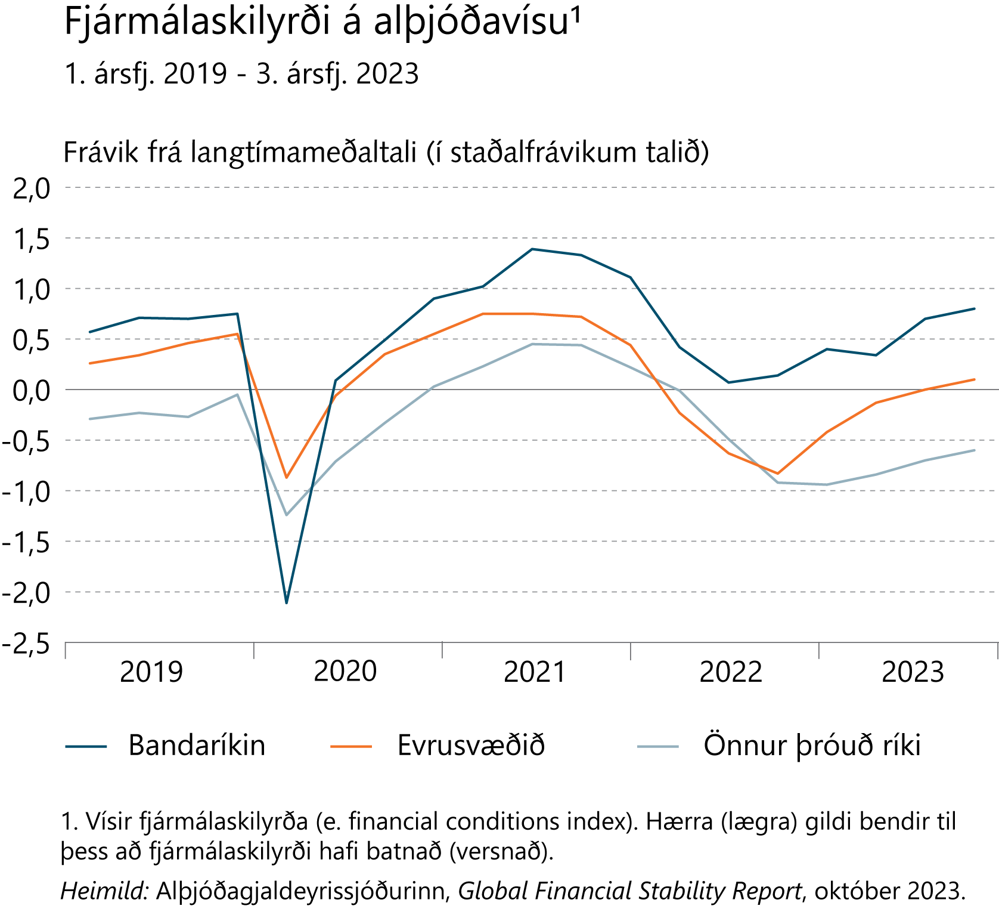 Fjármálaskilyrði á alþjóðavísu¹
1. ársfj. 2019 - 3. ársfj. 2023
Frávik frá langtímameðaltali (í staðalfrávikum talið)
2,0
1,5
1,0
0,5
0,0
-0,5
-1,0
-1,5
-2,0
-2,5
2019 2020 2021 2022 2023
Bandaríkin Evrusvæðið Önnur þróuð ríki
1. Vísir fjármálaskilyrða (e. financial conditions index). Hærra (lægra) gildi bendir til
þess að fjármálaskilyrði hafi batnað (versnað).
Heimild: Alþjóðagjaldeyrissjóðurinn, Global Financial Stability Report, október 2023.